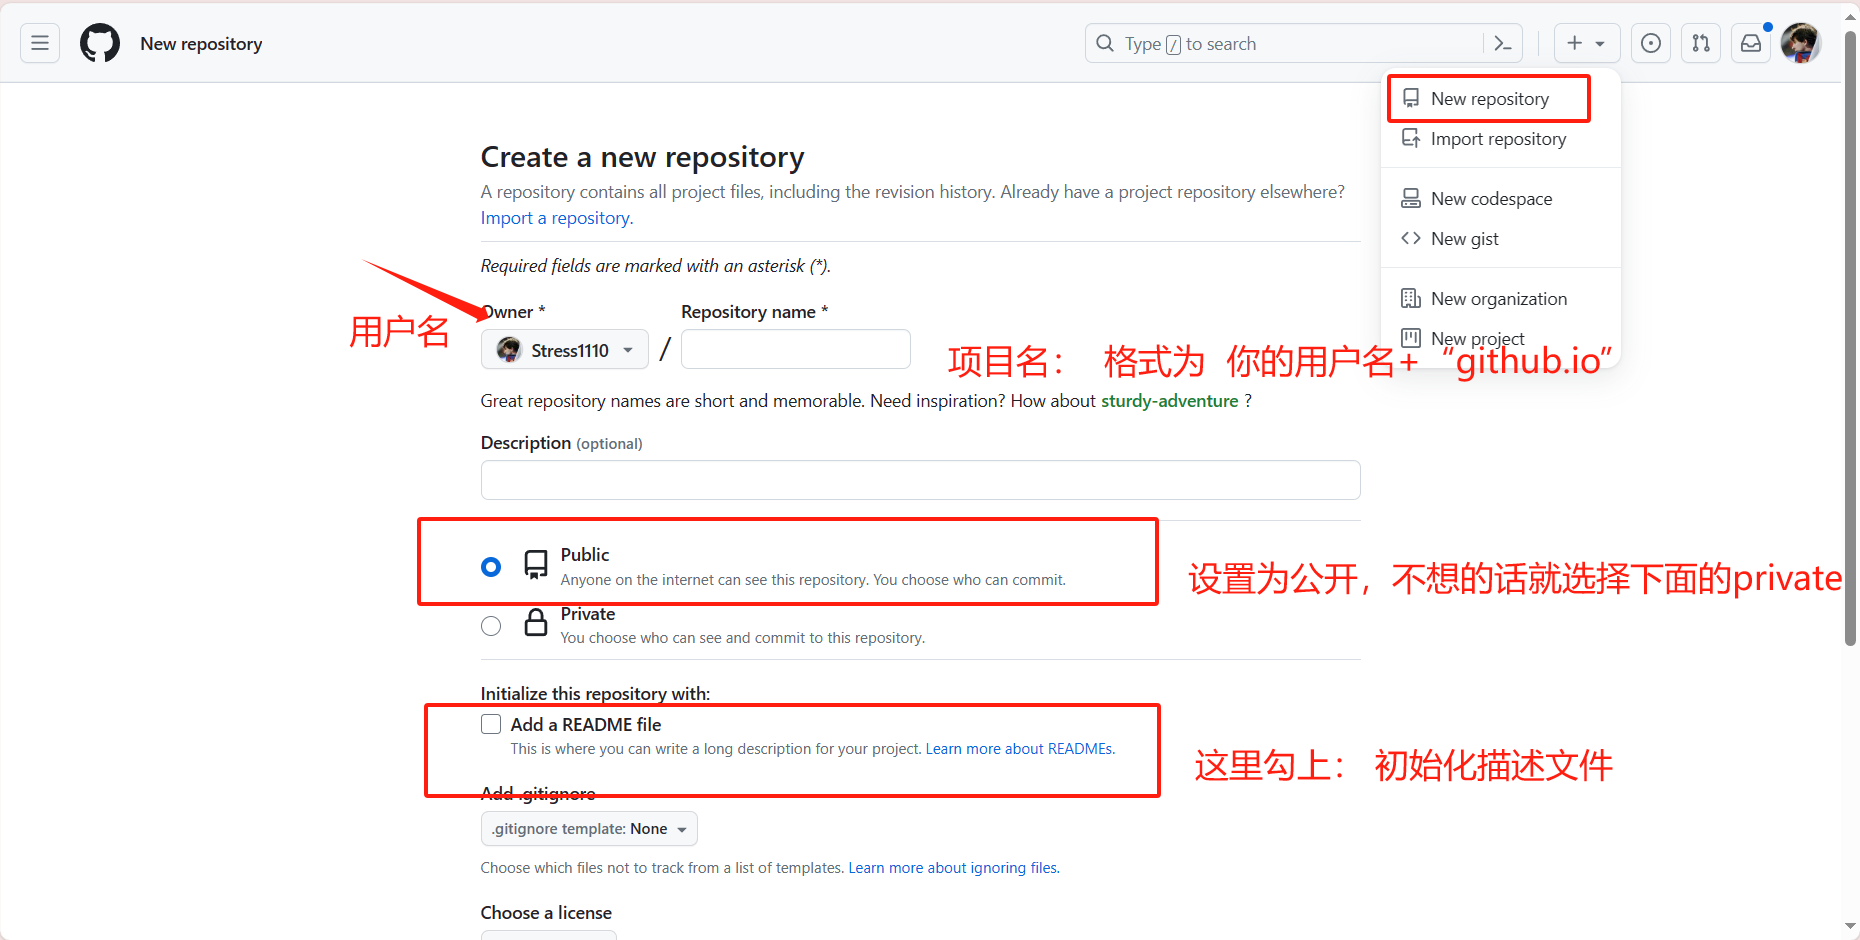 New repository
Type / to search
New repository
Import repository
New codespace
New gist
New organization
New project
Create a new repository
A repository contains all project files, including the revision history. Already have a project repository elsewhere?
Import a repository.
Required fields are marked with an asterisk (*).
用户名
Owner *
Repository name *
Stress1110
/
项目名： 格式为 你的用户名+ “github.io”
Great repository names are short and memorable. Need inspiration? How about sturdy-adventure ?
Description (optional)
Public
Anyone on the internet can see this repository. You choose who can commit.
设置为公开，不想的话就选择下面的private
Private
You choose who can see and commit to this repository.
Initialize this repository with:
Add a README file
This is where you can write a long description for your project. Learn more about READMEs.
这里勾上： 初始化描述文件
Add .gitignore
.gitignore template: None
Choose which files not to track from a list of templates. Learn more about ignoring files.
Choose a license